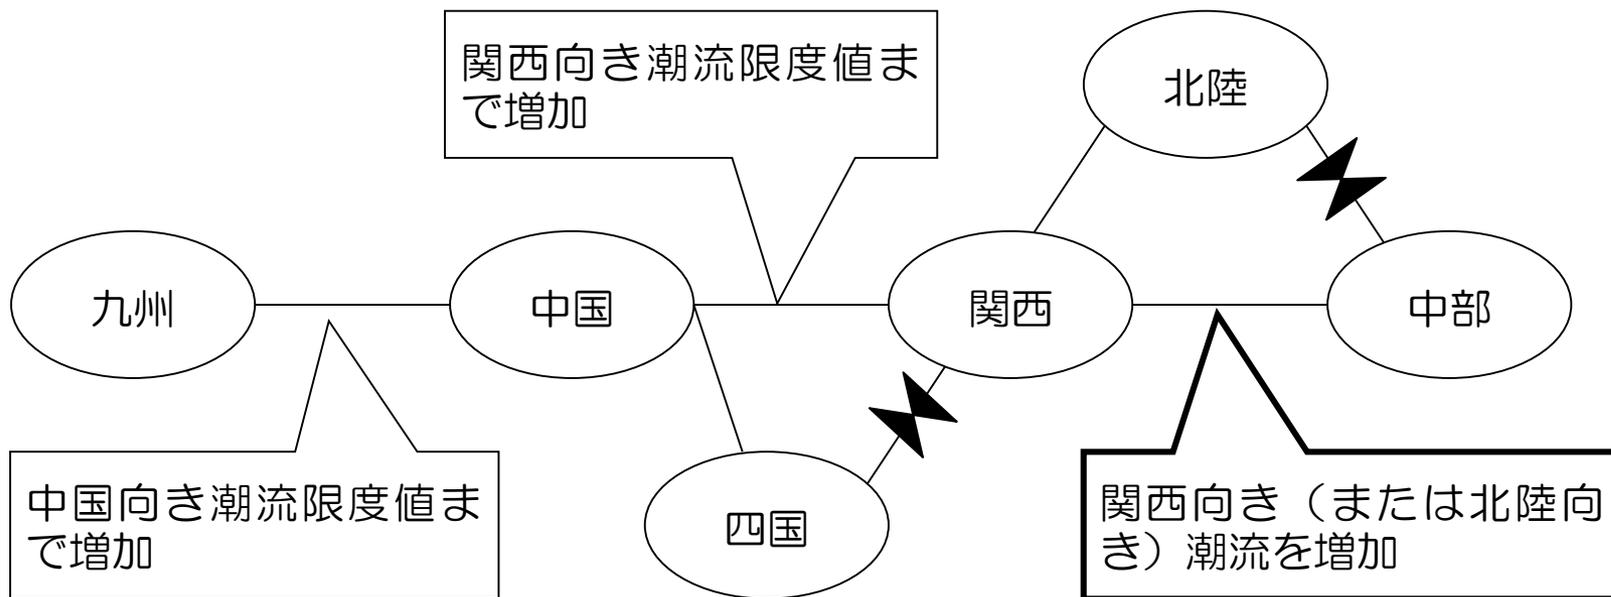 関西向き潮流限度値ま
で増加
北陸
九州
中国
関西
中部
中国向き潮流限度値ま
で増加
四国
関西向き（または北陸向
き）潮流を増加